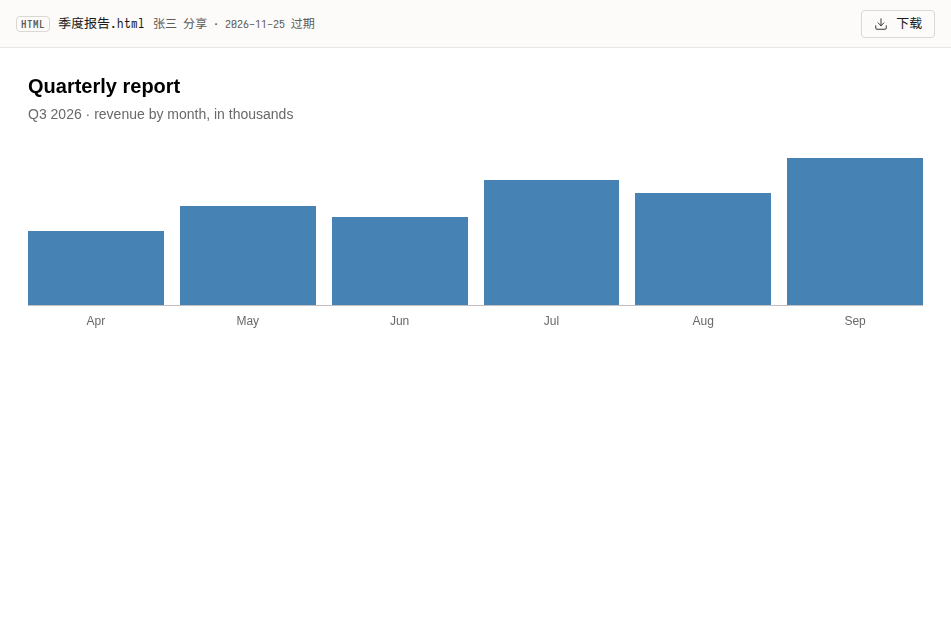 HTML 季度报告.html 张三 分享 · 2026-11-25 过期
下载
Quarterly report
Q3 2026 · revenue by month, in thousands
Apr May Jun Jul Aug Sep